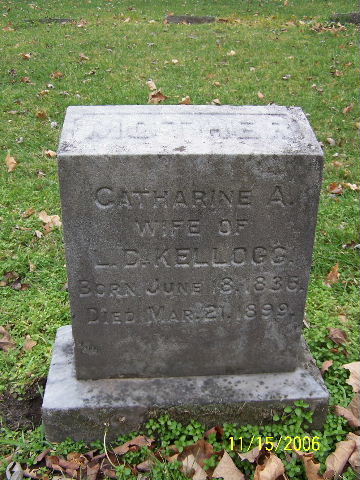 MOTHER
CATHARINE A.
WIFE OF
L.D. KELLOGG.
BORN JUNE 18, 1836.
DIED MAR. 21, 1899.
11/15/2006